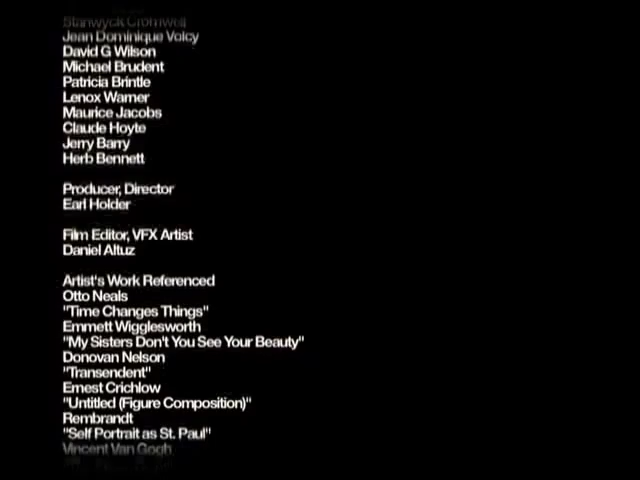 Stanwyck Cromwell
Jean Dominique Volcy
David G Wilson
Michael Brudent
Patricia Brintle
Lenox Warner
Maurice Jacobs
Claude Hoyte
Jerry Barry
Herb Bennett
Producer, Director
Earl Holder
Film Editor, VFX Artist
Daniel Altuz
Artist's Work Referenced
Otto Neals
"Time Changes Things"
Emmett Wigglesworth
"My Sisters Don't You See Your Beauty"
Donovan Nelson
"Transendent"
Ernest Crichlow
"Untitled (Figure Composition)"
Rembrandt
"Self Portrait as St. Paul"
Vincent Van Gogh